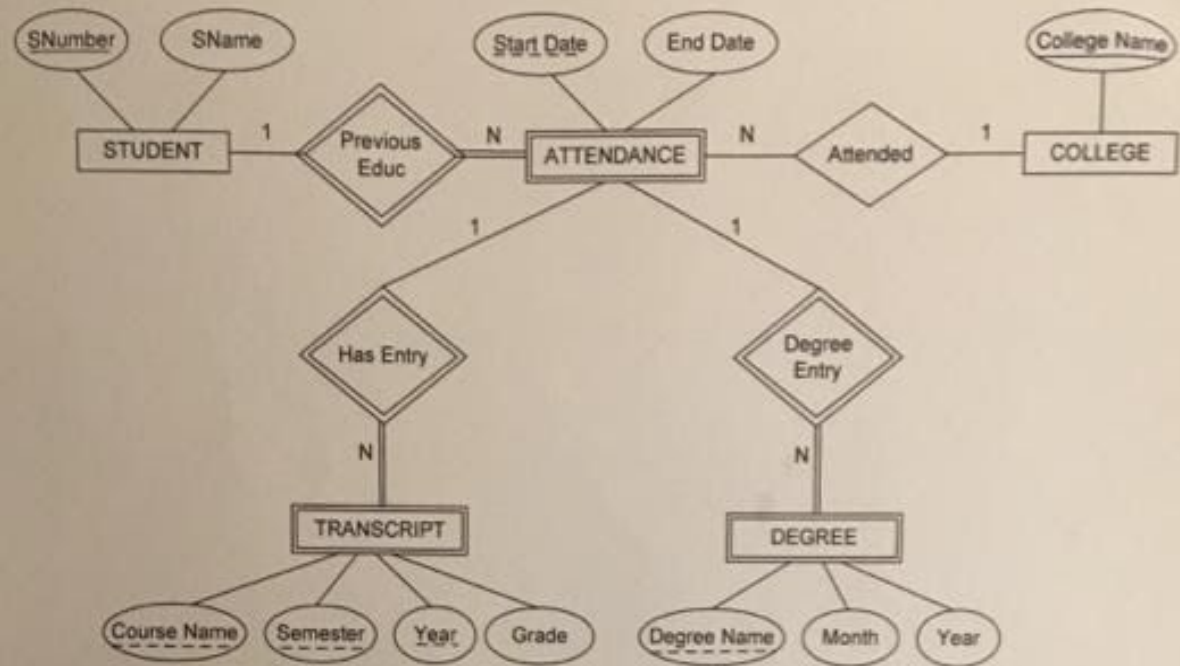 SNumber
SName
Start Date
End Date
College Name
STUDENT
1
Previous
Educ
N
ATTENDANCE
N
Attended
1
COLLEGE
1
1
Has Entry
Degree
Entry
N
N
TRANSCRIPT
DEGREE
Course Name
Semester
Year
Grade
Degree Name
Month
Year